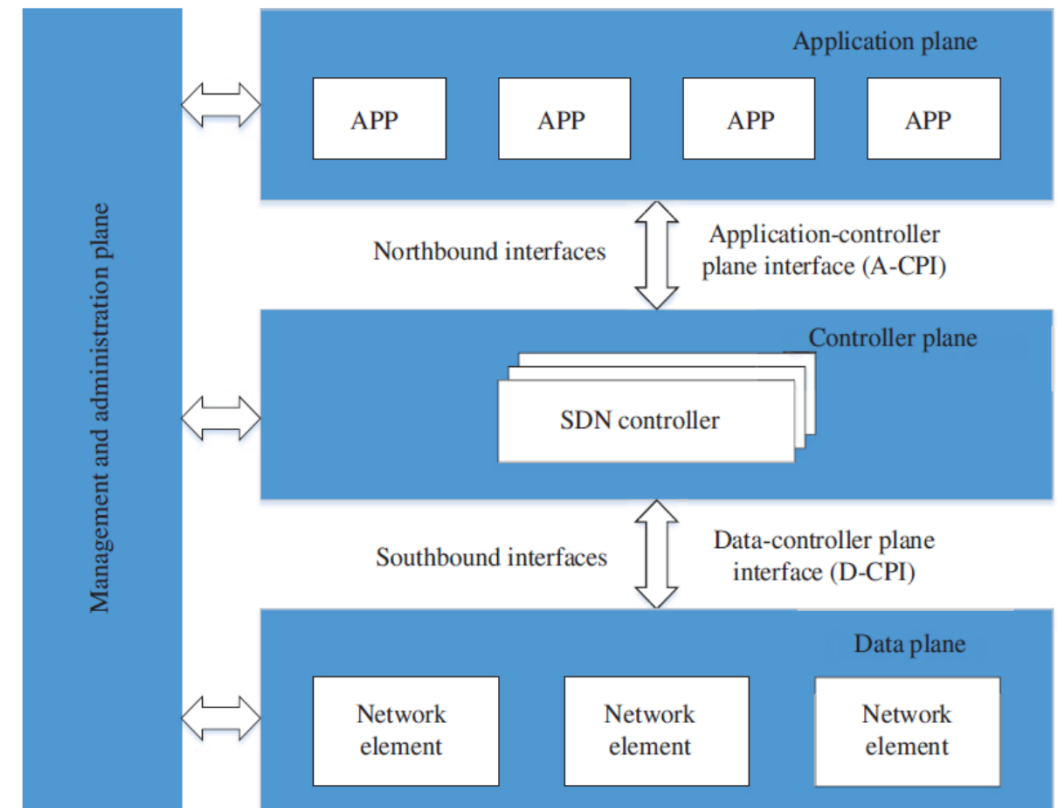 Management and administration plane
Application plane
APP
APP
APP
APP
Northbound interfaces
Application-controller
plane interface (A-CPI)
Controller plane
SDN controller
Southbound interfaces
Data-controller plane
interface (D-CPI)
Data plane
Network
element
Network
element
Network
element